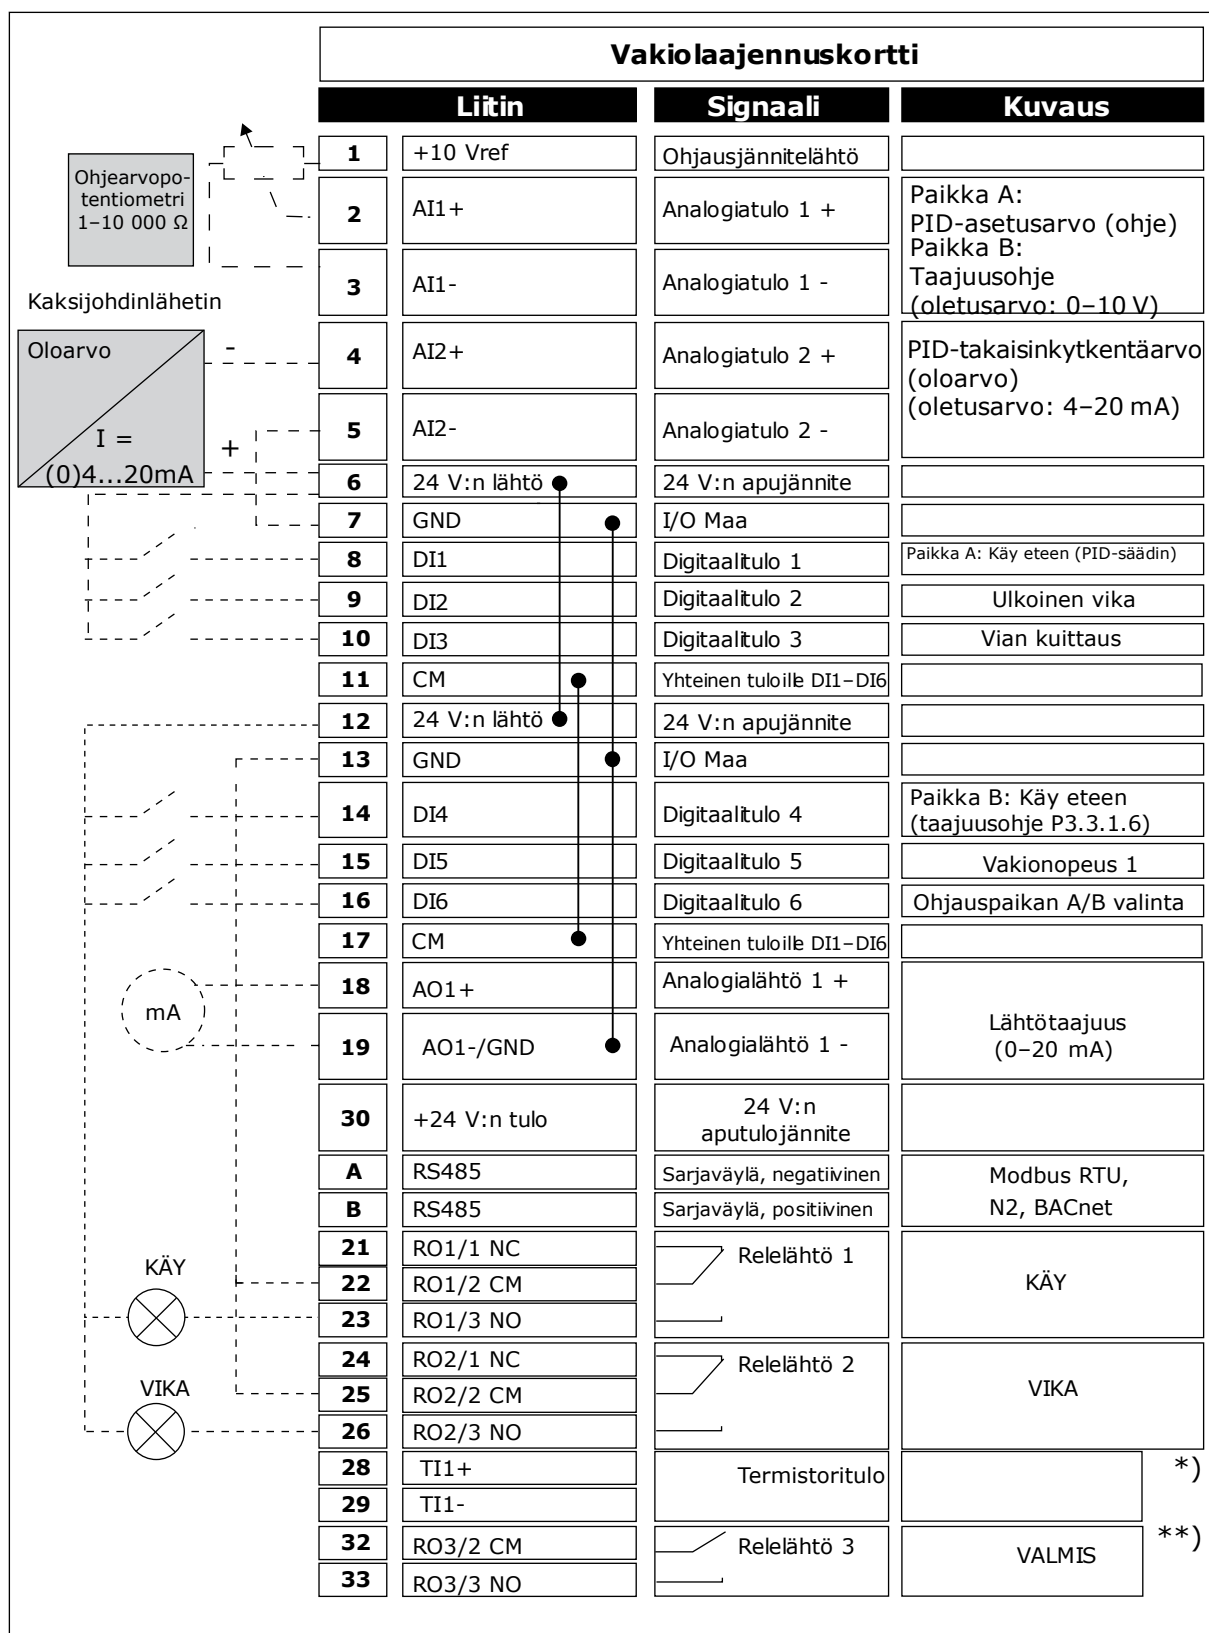 Vakiolaajennuskortti
Liitin Signaali Kuvaus
1 +10 Vref Ohjausjännitelähtö
Ohjearvopo-
tentiometri
1–10 000 Ω
2 AI1+ Analogiatulo 1 +
Paikka A:
PID-asetusarvo (ohje)
Paikka B:
Taajuusohje
(oletusarvo: 0–10 V)
3 AI1- Analogiatulo 1 -
Kaksijohdinlähetin
Oloarvo
-
I =
(0)4...20mA
+
4 AI2+ Analogiatulo 2 +
PID-takaisinkytkentäarvo
(oloarvo)
(oletusarvo: 4–20 mA)
5 AI2- Analogiatulo 2 -
6 24 V:n lähtö 24 V:n apujännite
7 GND I/O Maa
8 DI1 Digitaalitulo 1 Paikka A: Käy eteen (PID-säädin)
9 DI2 Digitaalitulo 2 Ulkoinen vika
10 DI3 Digitaalitulo 3 Vian kuittaus
11 CM Yhteinen tuloille DI1–DI6
12 24 V:n lähtö 24 V:n apujännite
13 GND I/O Maa
14 DI4 Digitaalitulo 4
Paikka B: Käy eteen
(taajuusohje P3.3.1.6)
15 DI5 Digitaalitulo 5 Vakionopeus 1
16 DI6 Digitaalitulo 6 Ohjauspaikan A/B valinta
17 CM Yhteinen tuloille DI1–DI6
mA
18 AO1+ Analogialähtö 1 +
Lähtötaajuus
(0–20 mA)
19 AO1-/GND Analogialähtö 1 -
30 +24 V:n tulo
24 V:n
aputulojännite
A RS485 Sarjaväylä, negatiivinen
Modbus RTU,
N2, BACnet
B RS485 Sarjaväylä, positiivinen
21 RO1/1 NC Relelähtö 1
KÄY
22 RO1/2 CM KÄY
23 RO1/3 NO
24 RO2/1 NC Relelähtö 2
VIKA
25 RO2/2 CM VIKA
26 RO2/3 NO
28 TI1+ Termistoritulo *)
29 TI1-
32 RO3/2 CM Relelähtö 3 VALMIS **)
33 RO3/3 NO